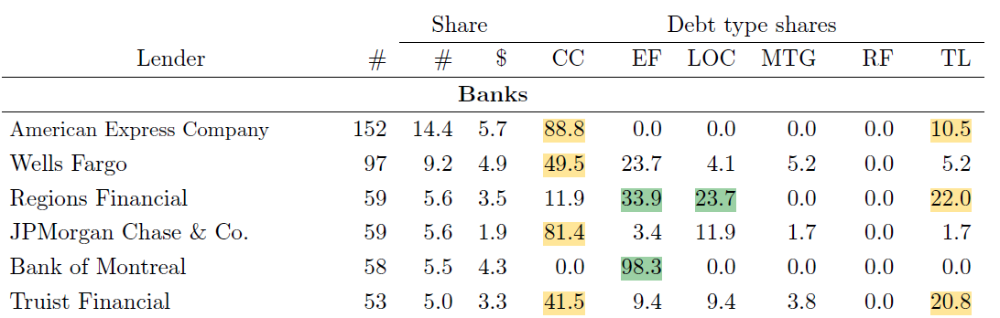 Share Debt type shares
Lender # # $ CC EF LOC MTG RF TL
Banks
American Express Company 152 14.4 5.7 88.8 0.0 0.0 0.0 0.0 10.5
Wells Fargo 97 9.2 4.9 49.5 23.7 4.1 5.2 0.0 5.2
Regions Financial 59 5.6 3.5 11.9 33.9 23.7 0.0 0.0 22.0
JPMorgan Chase & Co. 59 5.6 1.9 81.4 3.4 11.9 1.7 0.0 1.7
Bank of Montreal 58 5.5 4.3 0.0 98.3 0.0 0.0 0.0 0.0
Truist Financial 53 5.0 3.3 41.5 9.4 9.4 3.8 0.0 20.8